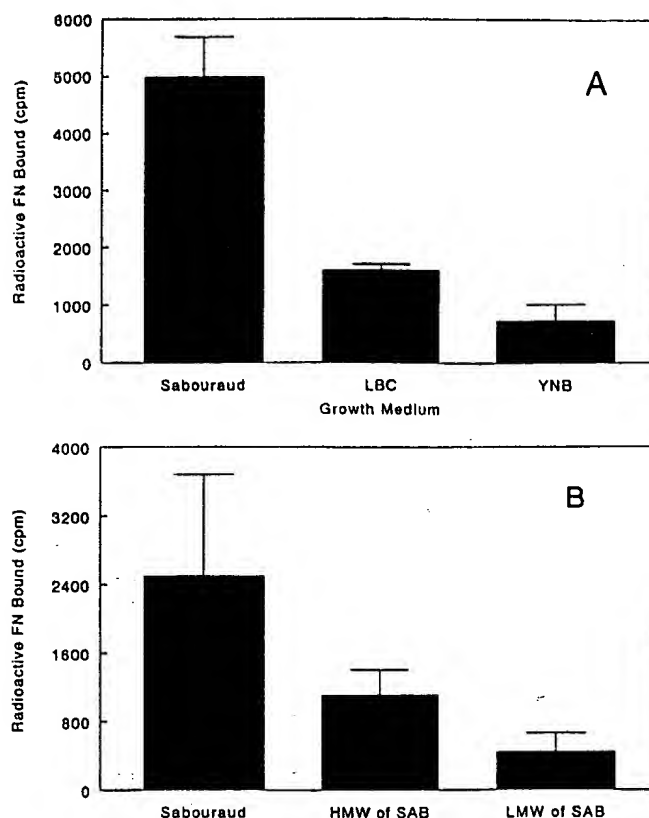 6000
5000
4000
3000
2000
1000
0
Radioactive FN Bound (cpm)
A
Sabouraud LBC YNB
Growth Medium
4000
3200
2400
1600
800
0
Radioactive FN Bound (cpm)
B
Sabouraud HMW of SAB LMW of SAB